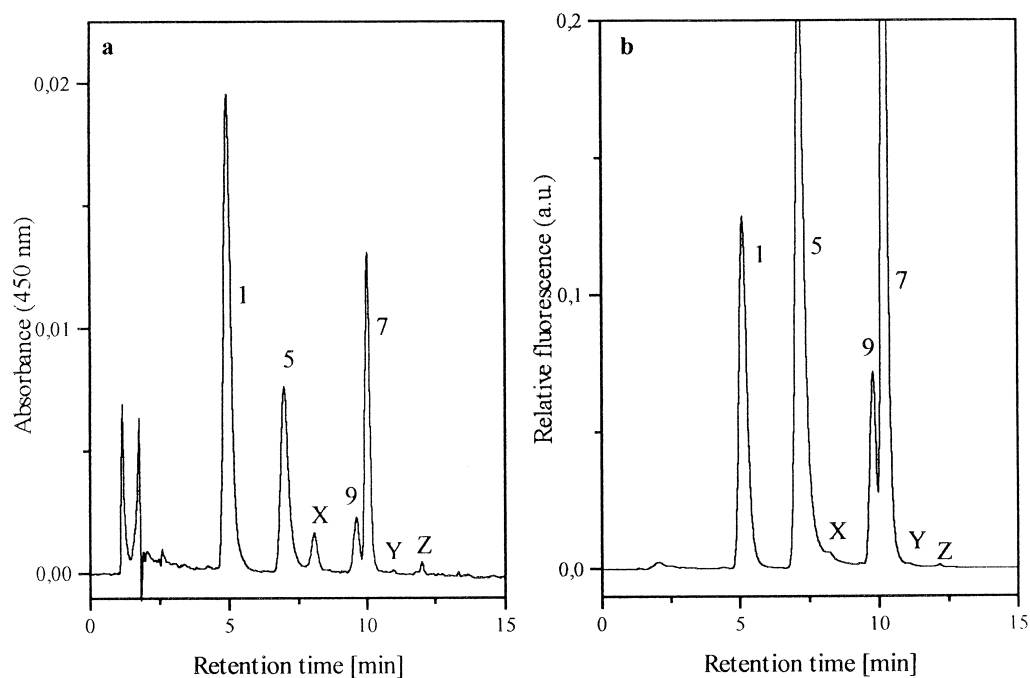 a
0,02
0,01
0,00
Absorbance (450 nm)
1
5
X
9
7
Y
Z
0
5
10
15
Retention time [min]
b
0,2
0,1
0,0
Relative fluorescence (a.u.)
1
5
X
9
7
Y
Z
0
5
10
15
Retention time [min]